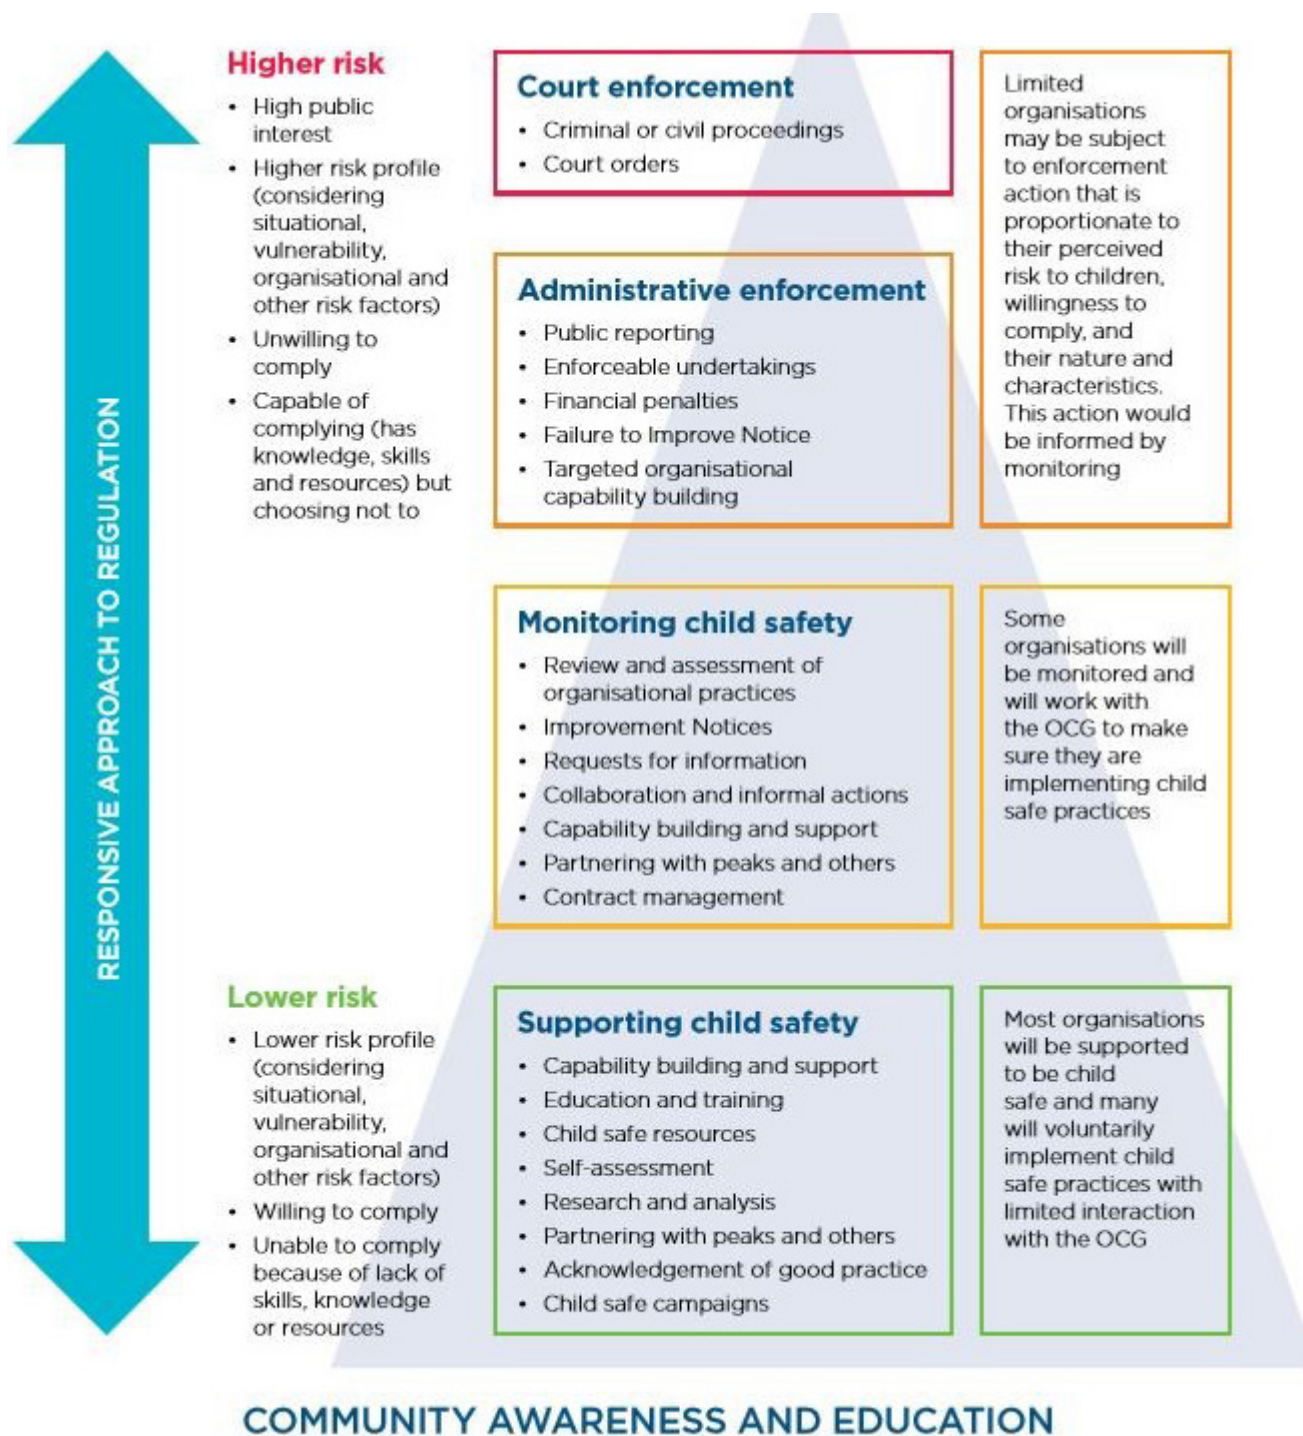 RESPONSIVE APPROACH TO REGULATION
Higher risk
• High public
interest
• Higher risk profile
(considering
situational,
vulnerability,
organisational and
other risk factors)
• Unwilling to
comply
• Capable of
complying (has
knowledge, skills
and resources) but
choosing not to
Court enforcement
• Criminal or civil proceedings
• Court orders
Administrative enforcement
• Public reporting
• Enforceable undertakings
• Financial penalties
• Failure to Improve Notice
• Targeted organisational
capability building
Limited
organisations
may be subject
to enforcement
action that is
proportionate to
their perceived
risk to children,
willingness to
comply, and
their nature and
characteristics.
This action would
be informed by
monitoring
Monitoring child safety
• Review and assessment of
organisational practices
• Improvement Notices
• Requests for information
• Collaboration and informal actions
• Capability building and support
• Partnering with peaks and others
• Contract management
Some
organisations will
be monitored and
will work with
the OCG to make
sure they are
implementing child
safe practices
Lower risk
• Lower risk profile
(considering
situational,
vulnerability,
organisational and
other risk factors)
• Willing to comply
• Unable to comply
because of lack of
skills, knowledge
or resources
Supporting child safety
• Capability building and support
• Education and training
• Child safe resources
• Self-assessment
• Research and analysis
• Partnering with peaks and others
• Acknowledgement of good practice
• Child safe campaigns
Most organisations
will be supported
to be child
safe and many
will voluntarily
implement child
safe practices with
limited interaction
with the OCG
COMMUNITY AWARENESS AND EDUCATION